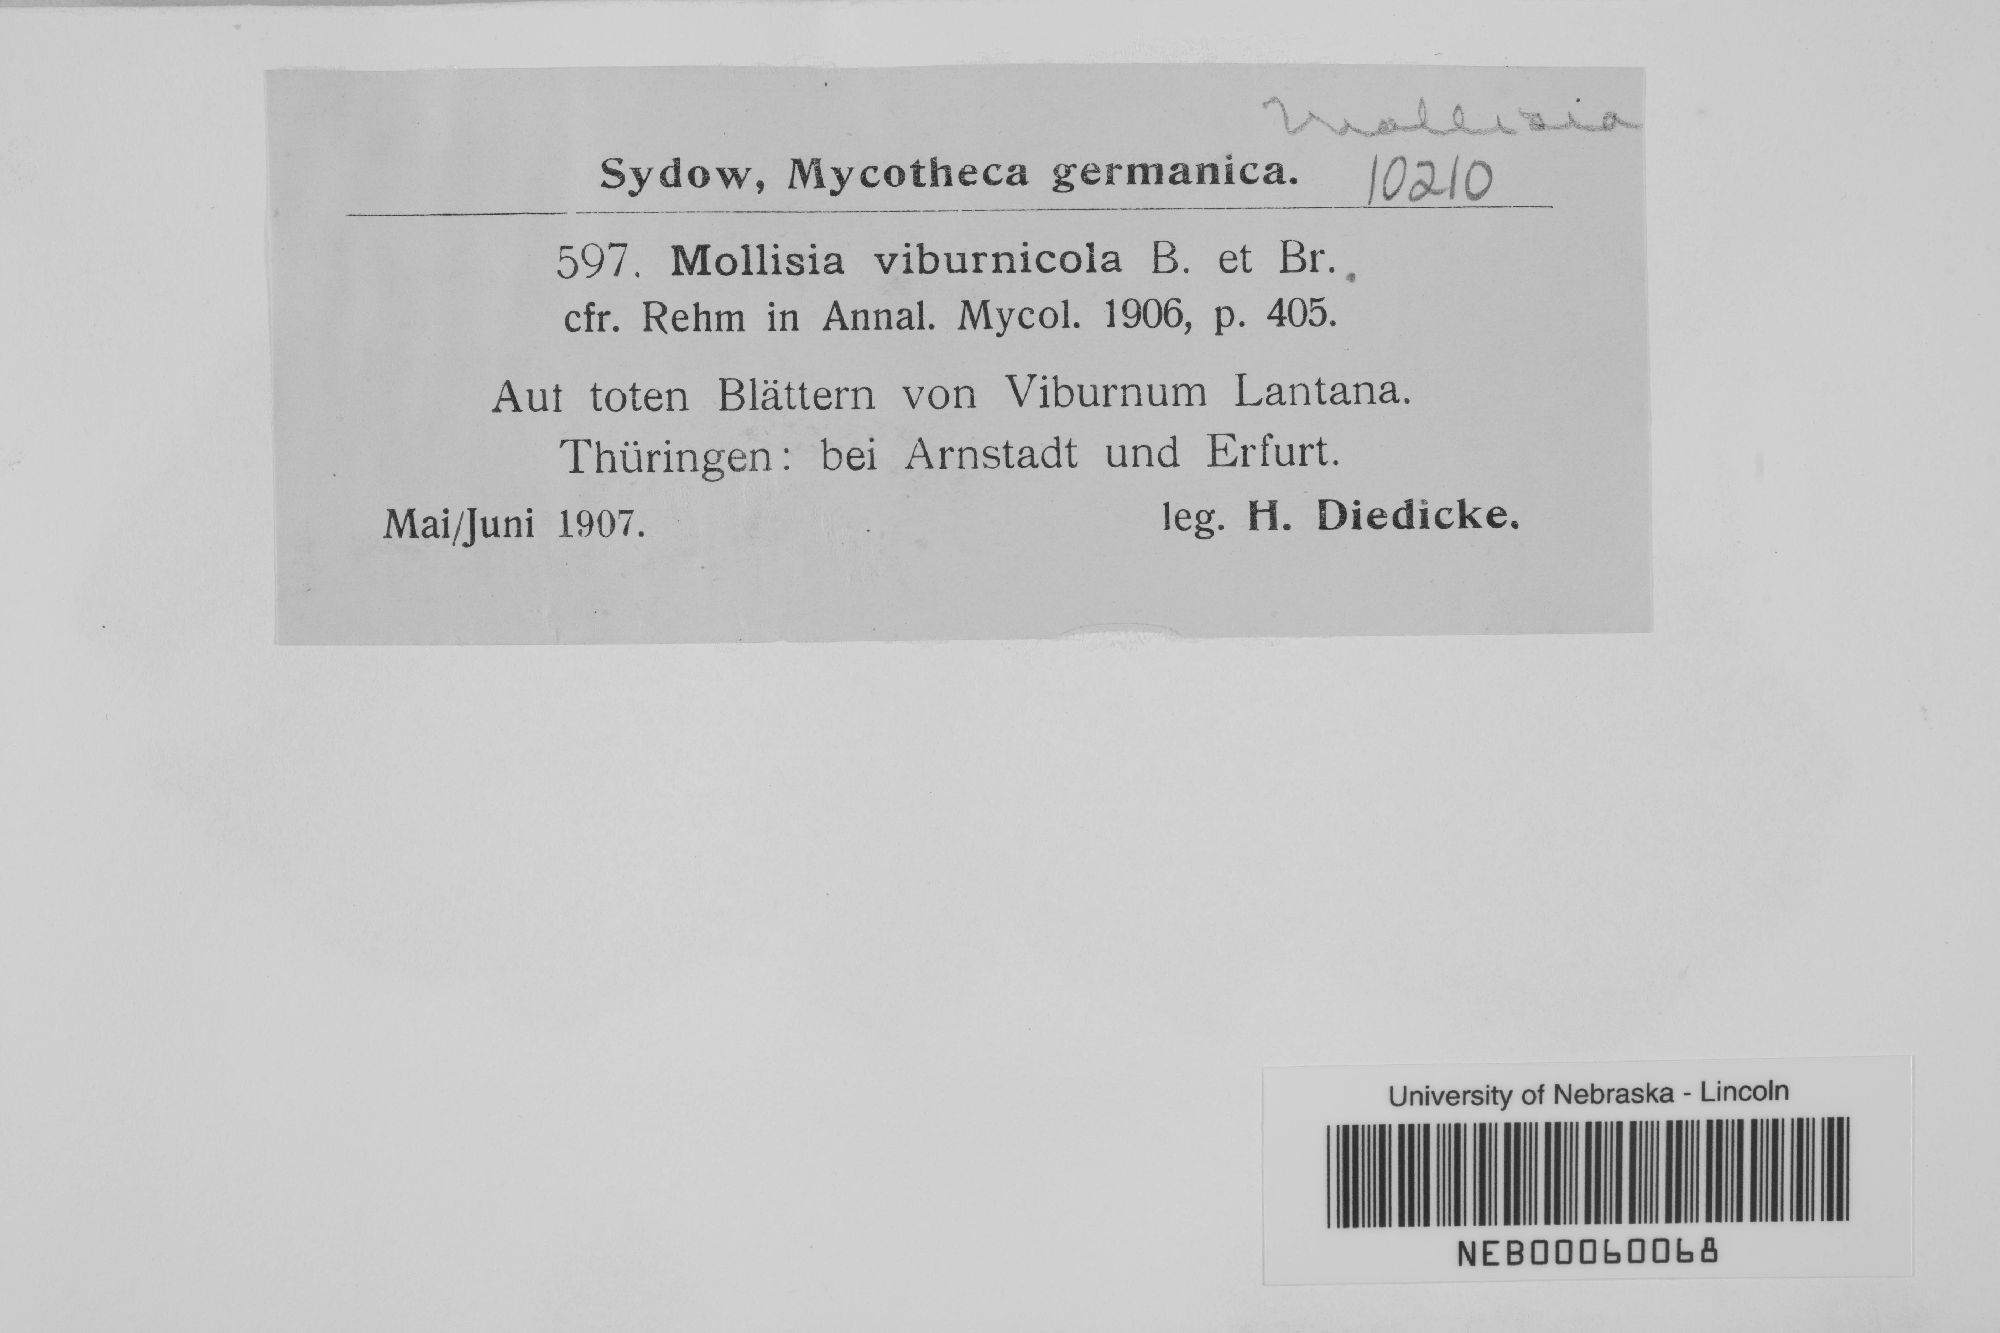 Mollisia
Sydow, Mycotheca germanica. 10210
597. Mollisia viburnicola B. et Br.
cfr. Rehm in Annal. Mycol. 1906, p. 405.
Auf toten Blättern von Viburnum Lantana.
Thüringen: bei Arnstadt und Erfurt.
Mai/Juni 1907. leg. H. Diedicke.
University of Nebraska - Lincoln
NEB00060068